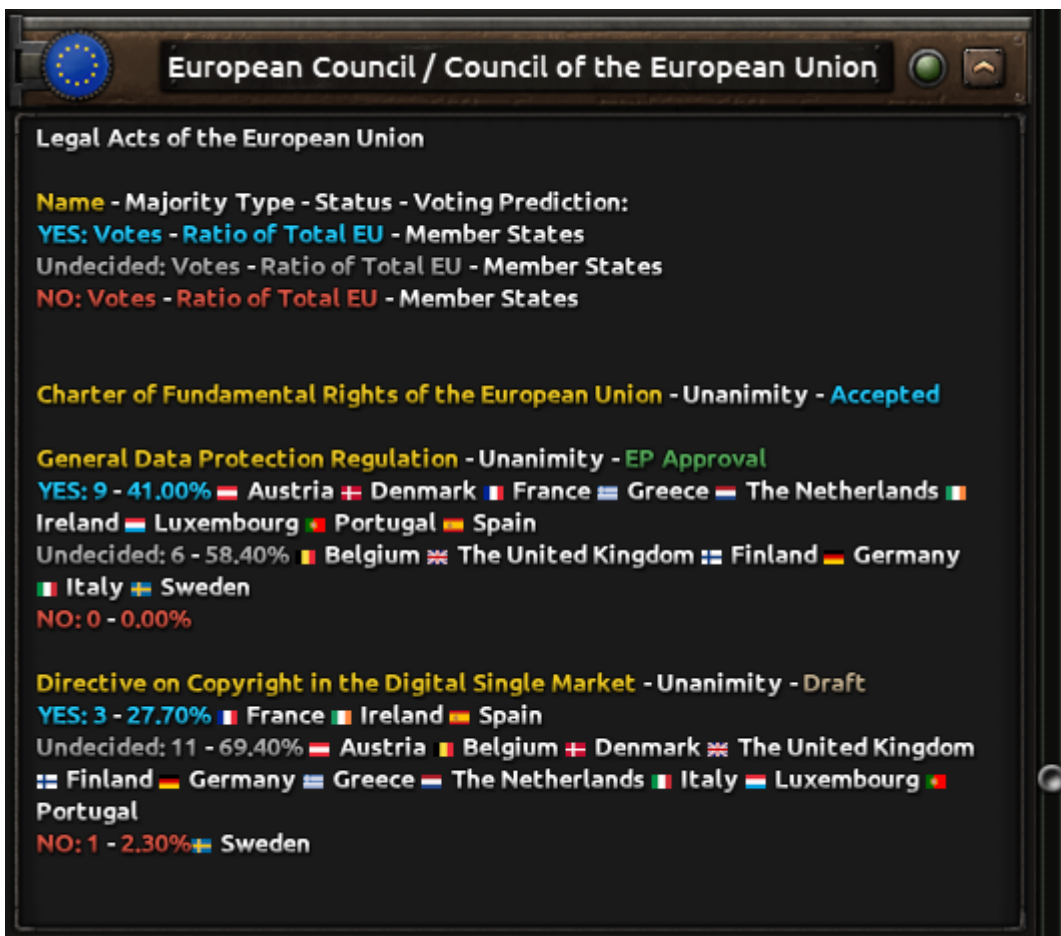 European Council / Council of the European Union
Legal Acts of the European Union
Name - Majority Type - Status - Voting Prediction:
YES: Votes - Ratio of Total EU - Member States
Undecided: Votes - Ratio of Total EU - Member States
NO: Votes - Ratio of Total EU - Member States
Charter of Fundamental Rights of the European Union - Unanimity - Accepted
General Data Protection Regulation - Unanimity - EP Approval
YES: 9 - 41.00% Austria Denmark France Greece The Netherlands
Ireland Luxembourg Portugal Spain
Undecided: 6 - 58.40% Belgium The United Kingdom Finland Germany
Italy Sweden
NO: 0 - 0.00%
Directive on Copyright in the Digital Single Market - Unanimity - Draft
YES: 3 - 27.70% France Ireland Spain
Undecided: 11 - 69.40% Austria Belgium Denmark The United Kingdom
Finland Germany Greece The Netherlands Italy Luxembourg
Portugal
NO: 1 - 2.30% Sweden